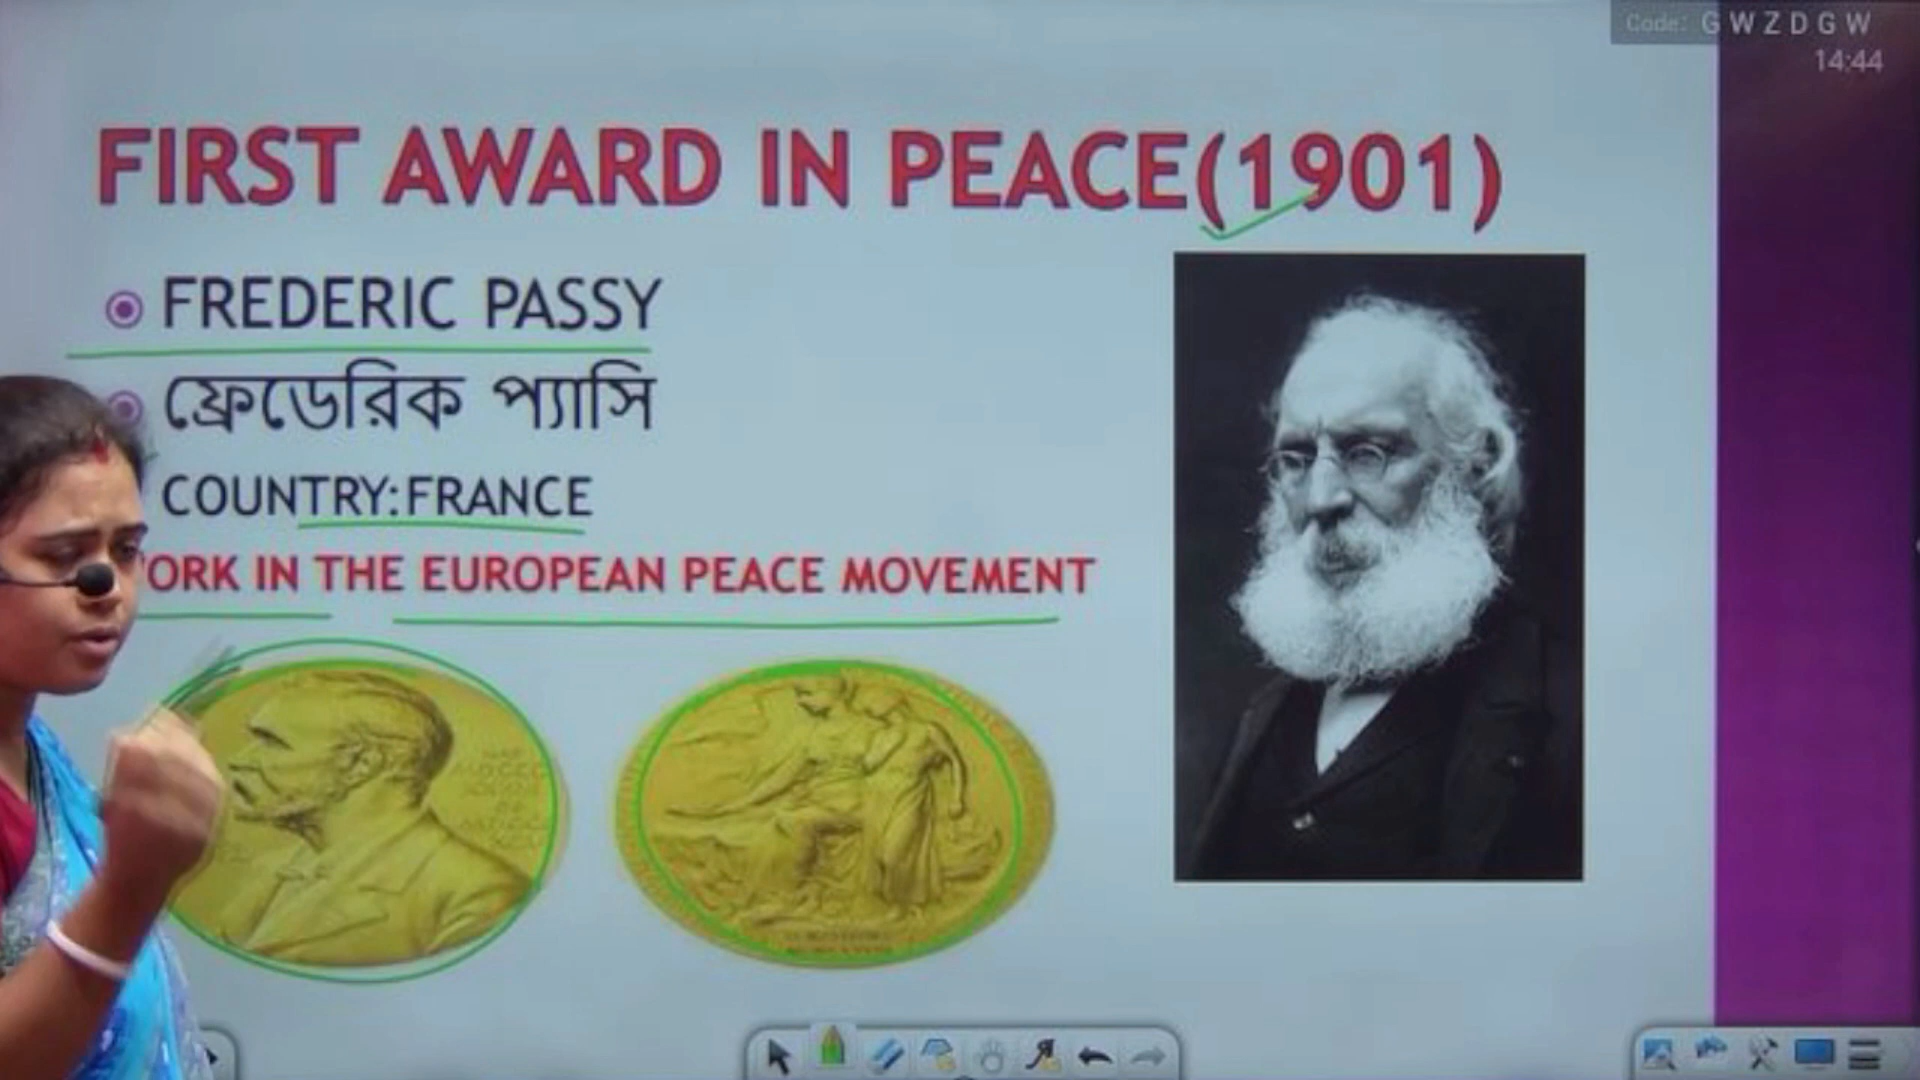 Code: GWZDGW
14:44
FIRST AWARD IN PEACE(1901)
FREDERIC PASSY
ফ্রেডেরিক প্যাসি
COUNTRY:FRANCE
ORK IN THE EUROPEAN PEACE MOVEMENT